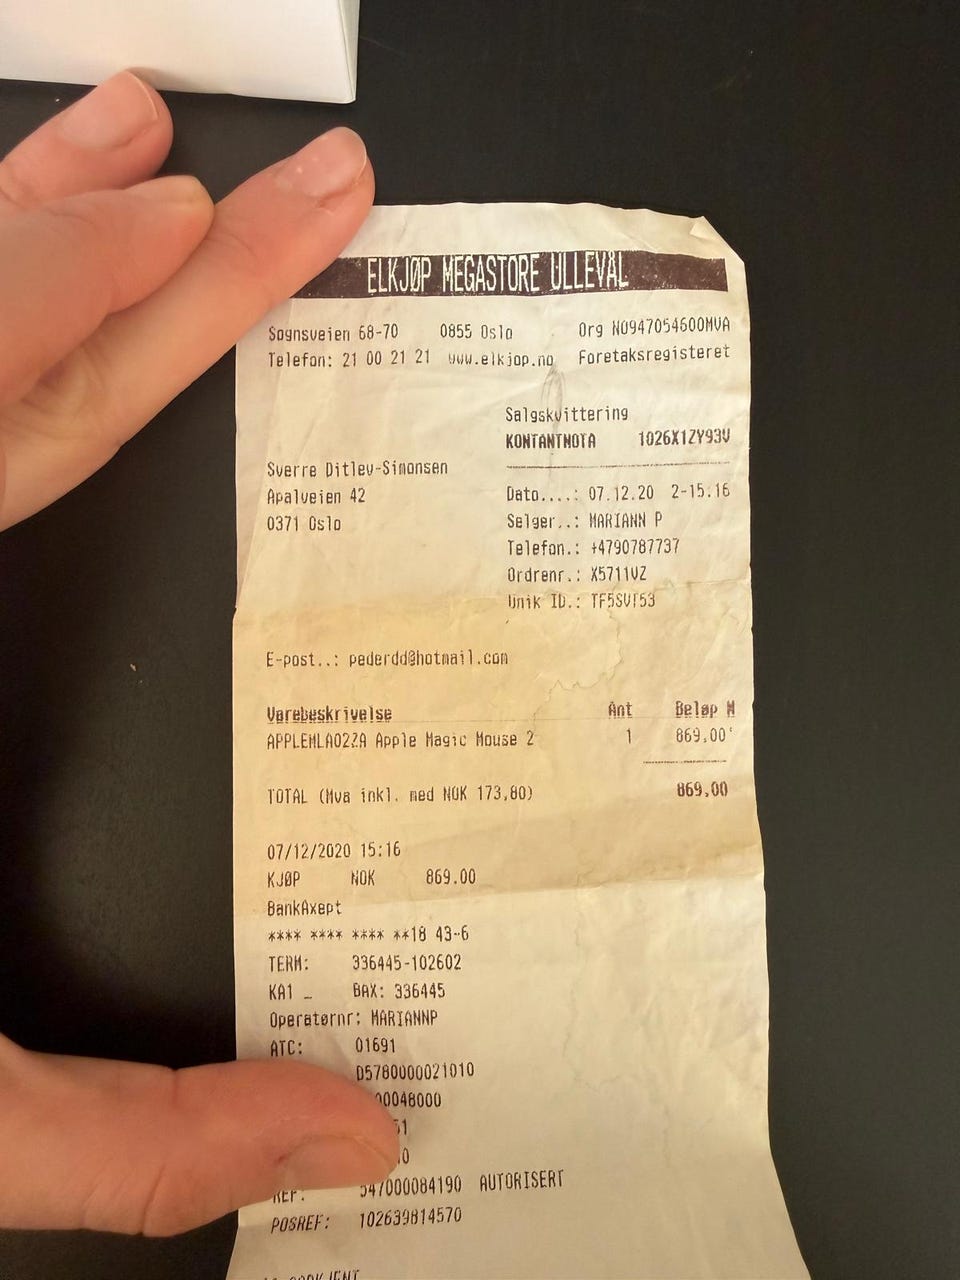 ELKJØP MEGASTORE ULLEVÅL
Sognsveien 68-70 0855 Oslo Org NO947054600MVA
Telefon: 21 00 21 21 www.elkjop.no Foretaksregisteret
Salgskvittering
KONTANTNOTA 1026X1ZY93V
Sverre Ditlev-Simonsen
Apalveien 42
0371 Oslo
Dato....: 07.12.20 2-15.16
Selger..: MARIANN P
Telefon.: +4790787737
Ordrenr.: X5711VZ
Unik ID.: TF5SVT53
E-post..: pederdd@hotmail.com
Varebeskrivelse Ant Beløp M
APPLEMLA02ZA Apple Magic Mouse 2 1 869,00
TOTAL (Mva inkl. med NOK 173,80) 869,00
07/12/2020 15:16
KJØP NOK 869.00
BankAxept
**** **** **** **18 43-6
TERM: 336445-102602
KA1 _ BAX: 336445
Operatørnr: MARIANNP
ATC: 01691
D5780000021010
00048000
REF: 547000084190 AUTORISERT
POSREF: 102639814570